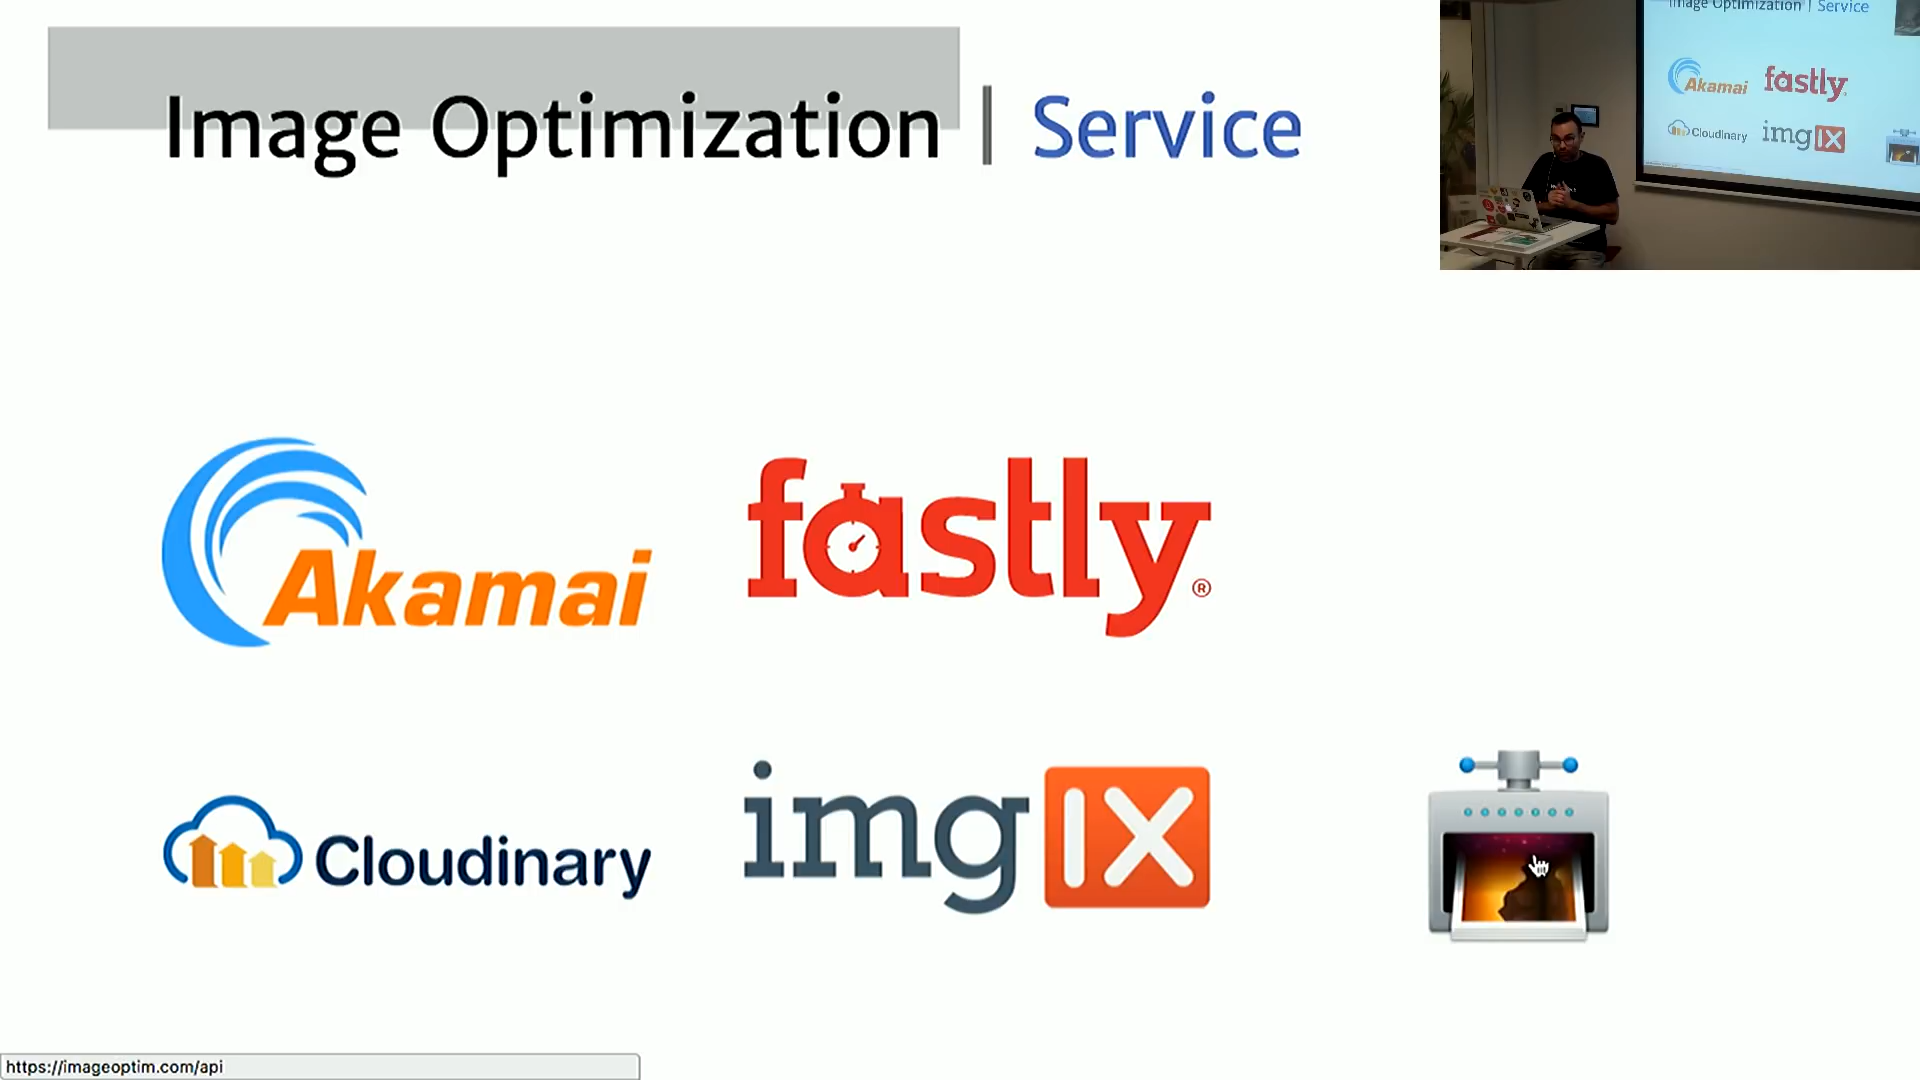 Image Optimization | Service
Image Optimization | Service
Akamai fastly
Cloudinary imgIX
Akamai
fastly®
Cloudinary
imgIX
https://imageoptim.com/api